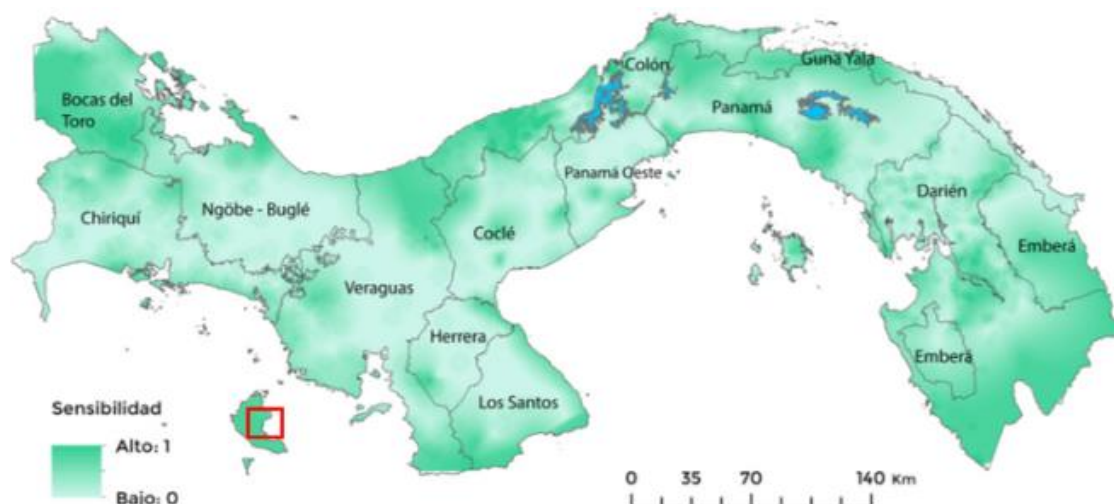 Colón
Guna Yala
Bocas del
Toro
Panamá
Panamá Oeste
Darién
Chiriquí
Ngöbe - Buglé
Coclé
Emberá
Veraguas
Herrera
Emberá
Los Santos
Sensibilidad
Alto: 1
Bajo: 0
0 35 70 140 Km